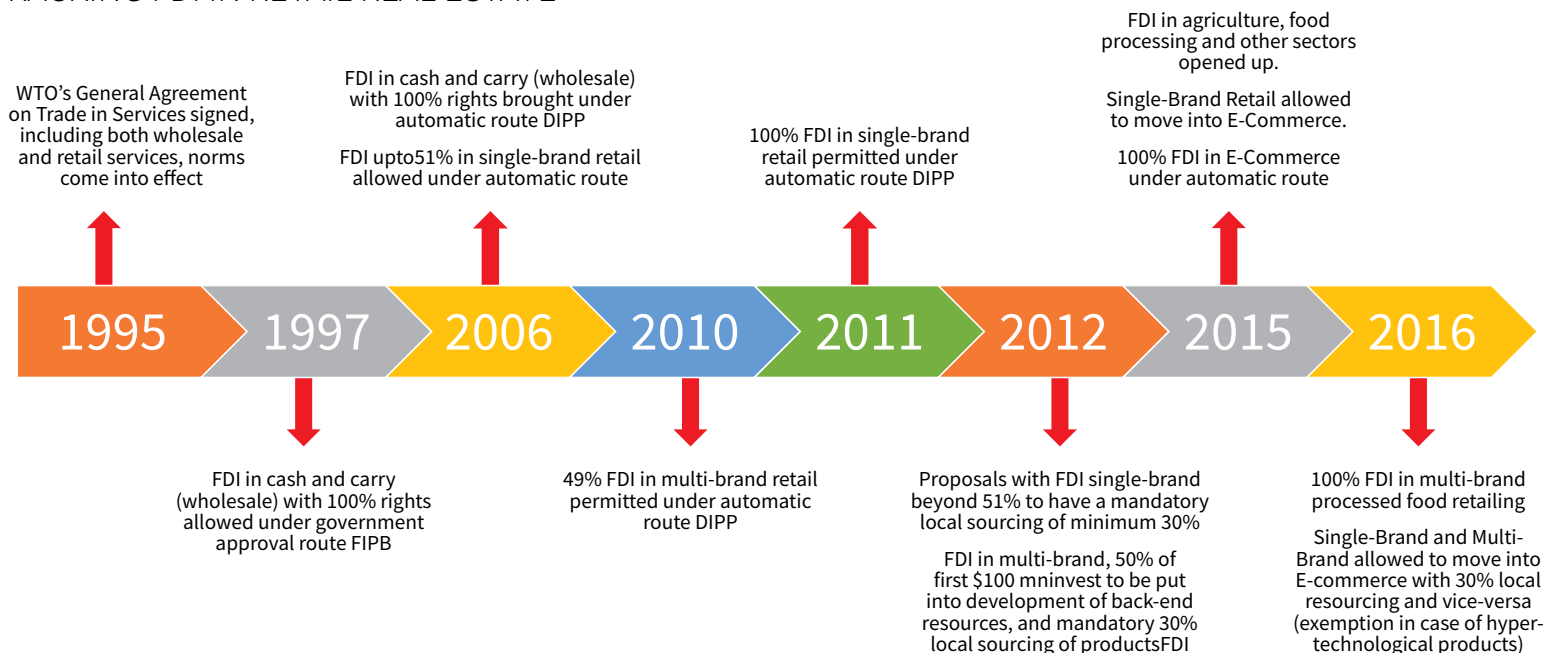 WTO's General Agreement
on Trade in Services signed,
including both wholesale
and retail services, norms
come into effect
FDI in cash and carry (wholesale)
with 100% rights brought under
automatic route DIPP
FDI upto51% in single-brand retail
allowed under automatic route
100% FDI in single-brand
retail permitted under
automatic route DIPP
FDI in agriculture, food
processing and other sectors
opened up.
Single-Brand Retail allowed
to move into E-Commerce.
100% FDI in E-Commerce
under automatic route
1995
1997
2006
2010
2011
2012
2015
2016
FDI in cash and carry
(wholesale) with 100% rights
allowed under government
approval route FIPB
49% FDI in multi-brand retail
permitted under automatic
route DIPP
Proposals with FDI single-brand
beyond 51% to have a mandatory
local sourcing of minimum 30%
FDI in multi-brand, 50% of
first $100 mninvest to be put
into development of back-end
resources, and mandatory 30%
local sourcing of productsFDI
100% FDI in multi-brand
processed food retailing
Single-Brand and Multi-
Brand allowed to move into
E-commerce with 30% local
resourcing and vice-versa
(exemption in case of hyper-
technological products)